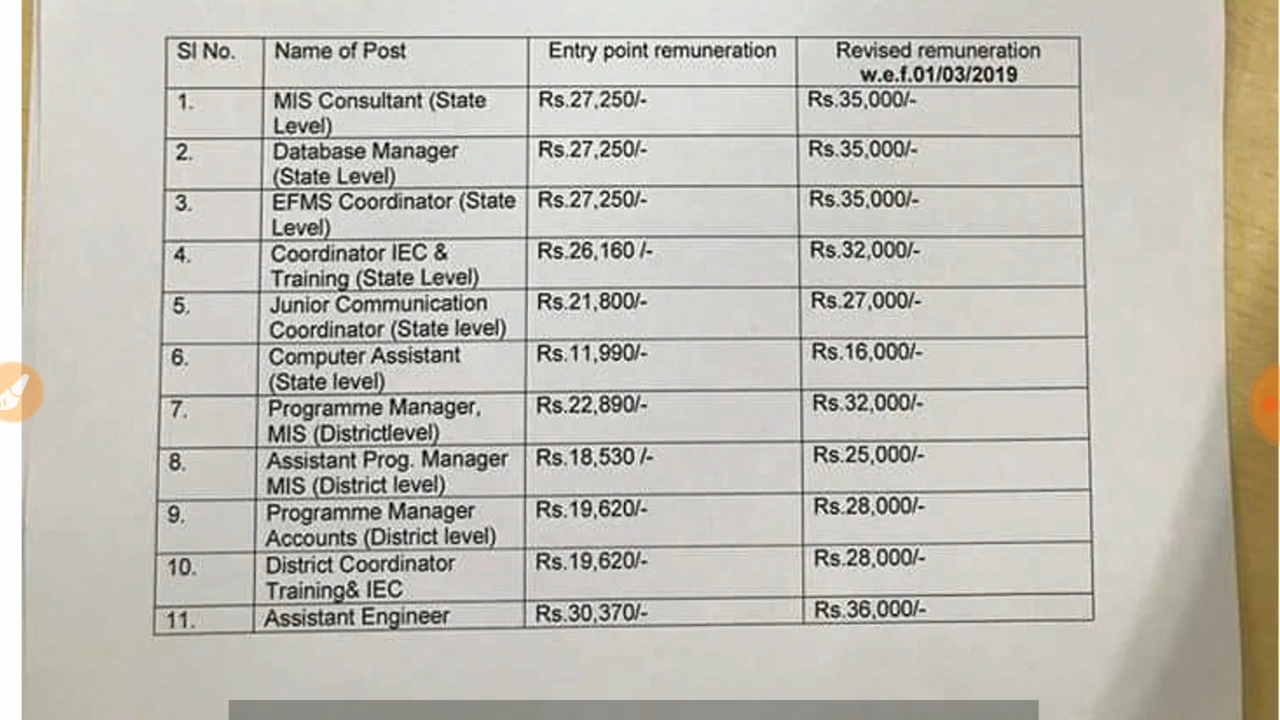 Sl No. Name of Post Entry point remuneration Revised remuneration
w.e.f.01/03/2019
1. MIS Consultant (State Rs.27,250/- Rs.35,000/-
Level)
2. Database Manager Rs.27,250/- Rs.35,000/-
(State Level)
3. EFMS Coordinator (State Rs.27,250/- Rs.35,000/-
Level)
4. Coordinator IEC & Rs.26,160 /- Rs.32,000/-
Training (State Level)
5. Junior Communication Rs.21,800/- Rs.27,000/-
Coordinator (State level)
6. Computer Assistant Rs.11,990/- Rs.16,000/-
(State level)
7. Programme Manager, Rs.22,890/- Rs.32,000/-
MIS (Districtlevel)
8. Assistant Prog. Manager Rs.18,530 /- Rs.25,000/-
MIS (District level)
9. Programme Manager Rs.19,620/- Rs.28,000/-
Accounts (District level)
10. District Coordinator Rs.19,620/- Rs.28,000/-
Training& IEC
11. Assistant Engineer Rs.30,370/- Rs.36,000/-